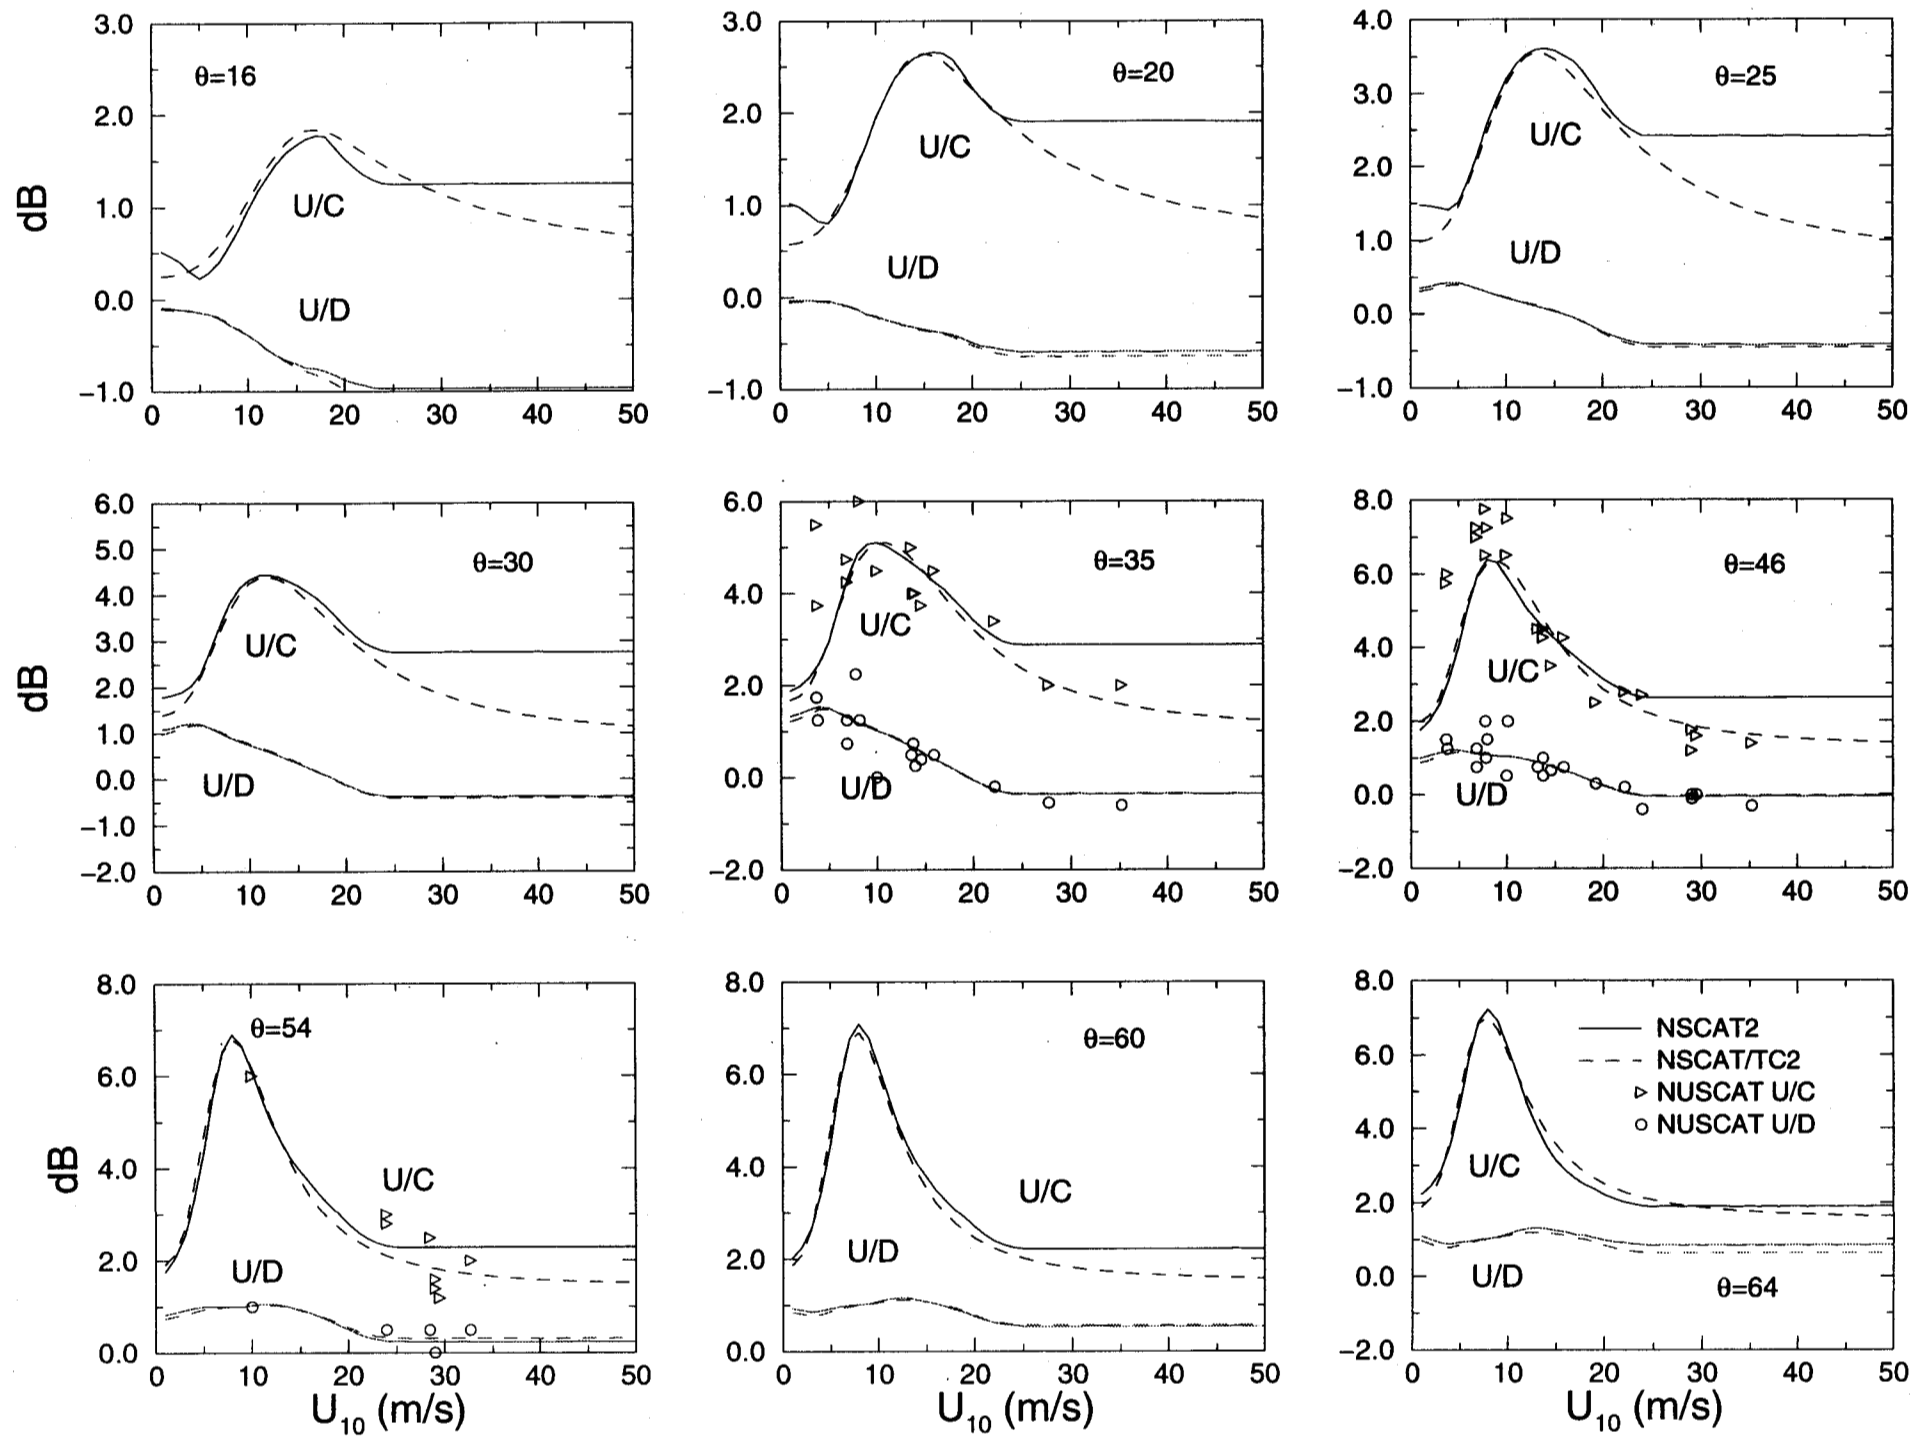 3.0
2.0
1.0
0.0
−1.0
dB
θ=16
U/C
U/D
0 10 20 30 40 50
3.0
2.0
1.0
0.0
−1.0
θ=20
U/C
U/D
0 10 20 30 40 50
4.0
3.0
2.0
1.0
0.0
−1.0
θ=25
U/C
U/D
0 10 20 30 40 50
6.0
5.0
4.0
3.0
2.0
1.0
0.0
−1.0
−2.0
dB
θ=30
U/C
U/D
0 10 20 30 40 50
6.0
4.0
2.0
0.0
−2.0
θ=35
U/C
U/D
0 10 20 30 40 50
8.0
6.0
4.0
2.0
0.0
−2.0
θ=46
U/C
U/D
0 10 20 30 40 50
8.0
6.0
4.0
2.0
0.0
dB
θ=54
U/C
U/D
0 10 20 30 40 50
U₁₀ (m/s)
8.0
6.0
4.0
2.0
0.0
θ=60
U/C
U/D
0 10 20 30 40 50
U₁₀ (m/s)
8.0
6.0
4.0
2.0
0.0
−2.0
NSCAT2
NSCAT/TC2
NUSCAT U/C
NUSCAT U/D
U/C
U/D
θ=64
0 10 20 30 40 50
U₁₀ (m/s)